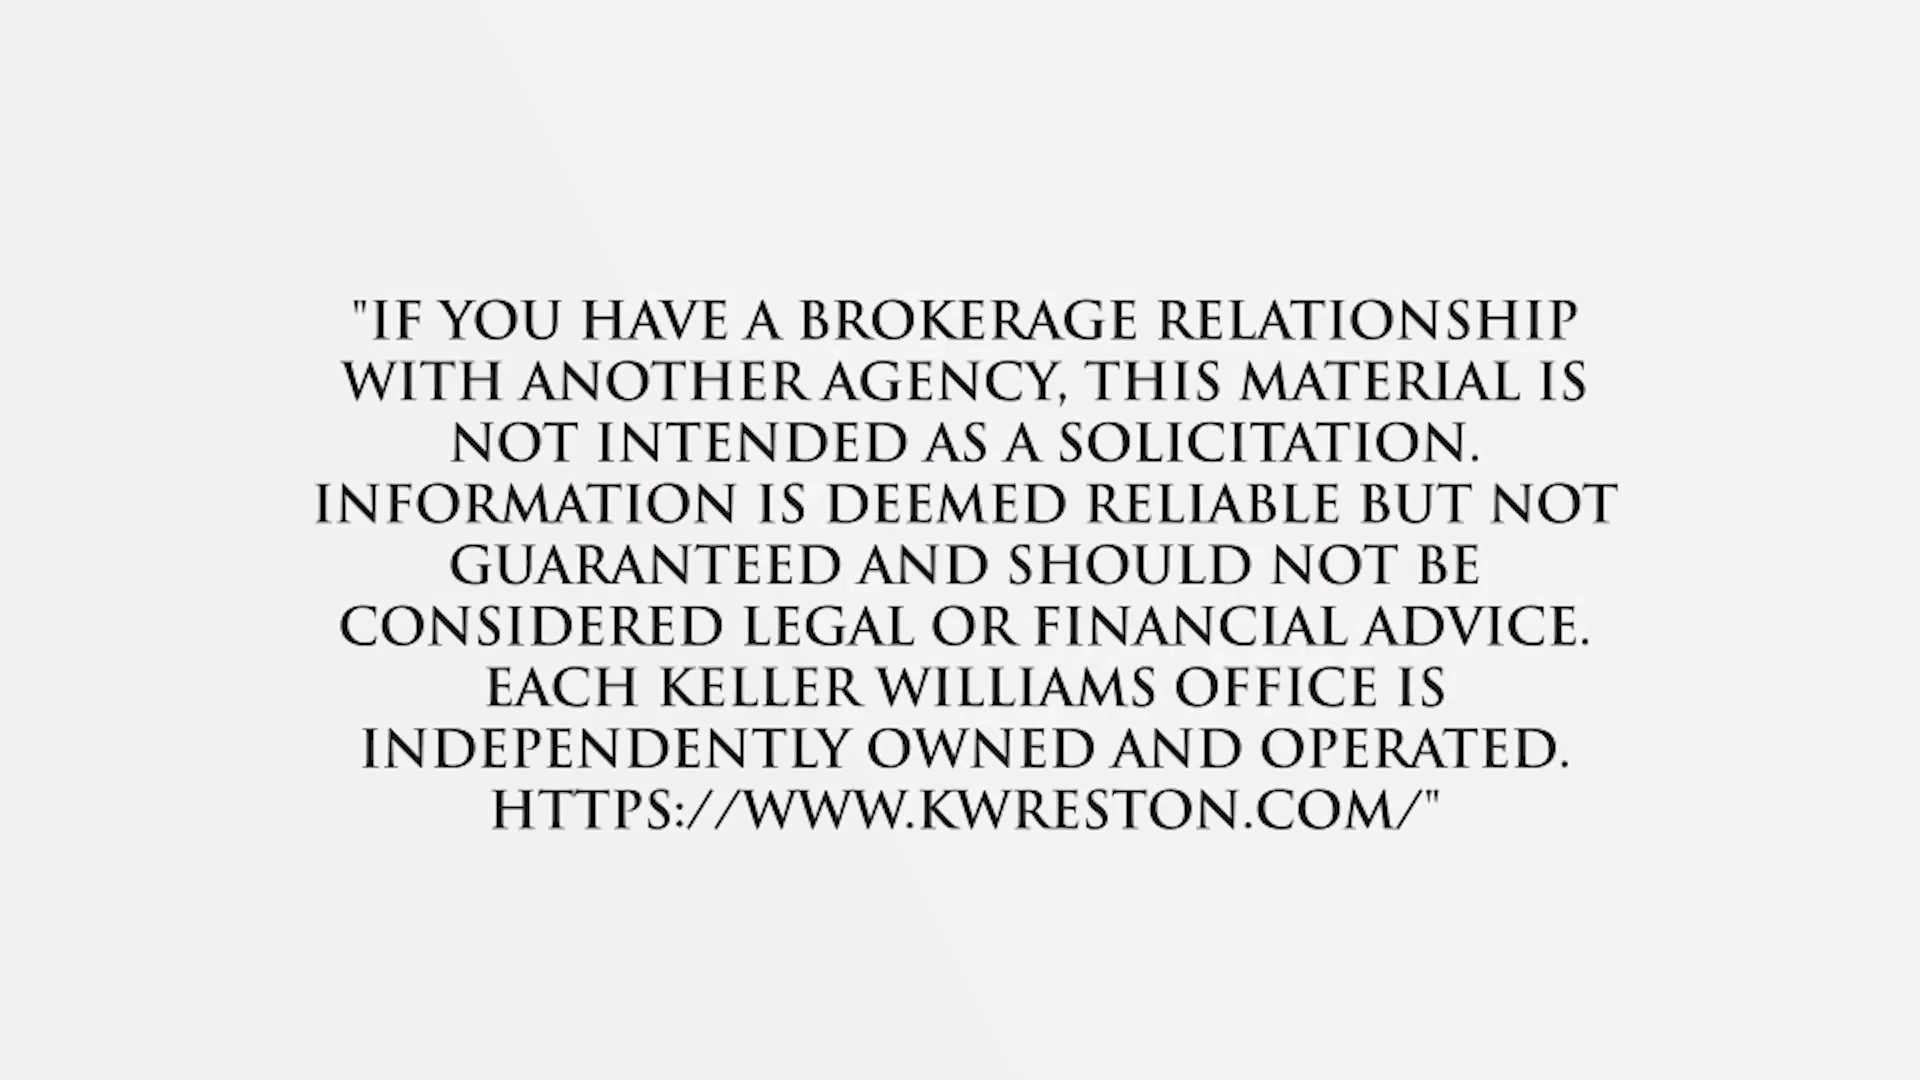 "IF YOU HAVE A BROKERAGE RELATIONSHIP
WITH ANOTHER AGENCY, THIS MATERIAL IS
NOT INTENDED AS A SOLICITATION.
INFORMATION IS DEEMED RELIABLE BUT NOT
GUARANTEED AND SHOULD NOT BE
CONSIDERED LEGAL OR FINANCIAL ADVICE.
EACH KELLER WILLIAMS OFFICE IS
INDEPENDENTLY OWNED AND OPERATED.
HTTPS://WWW.KWRESTON.COM/"